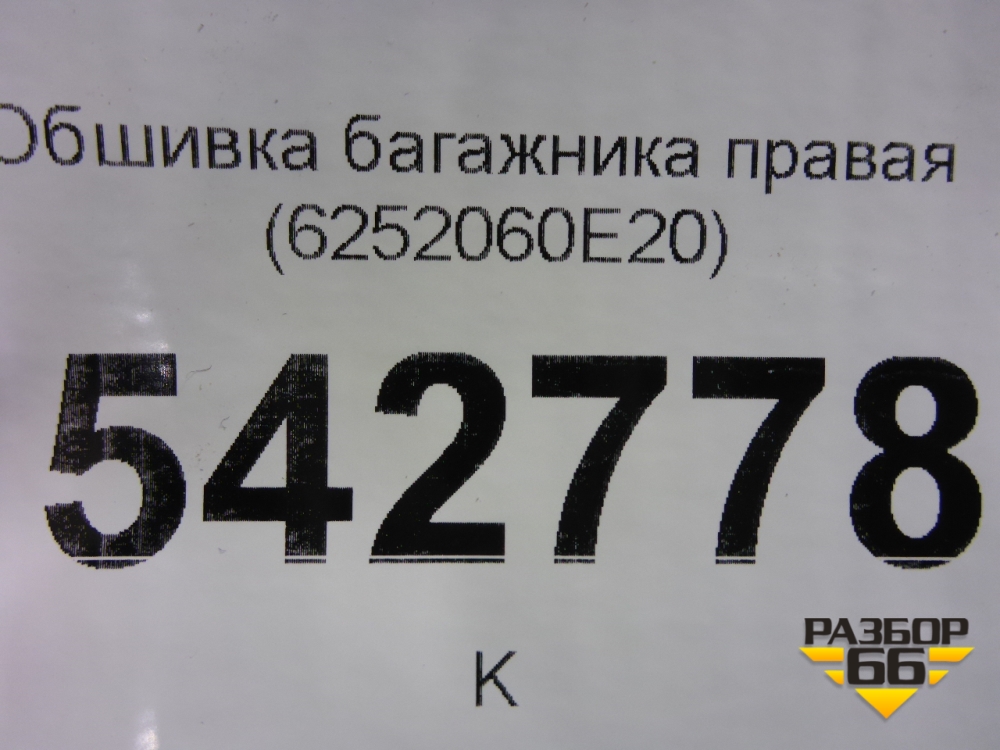 Обшивка багажника правая
(6252060E20)
542778
К
РАЗБОР
66